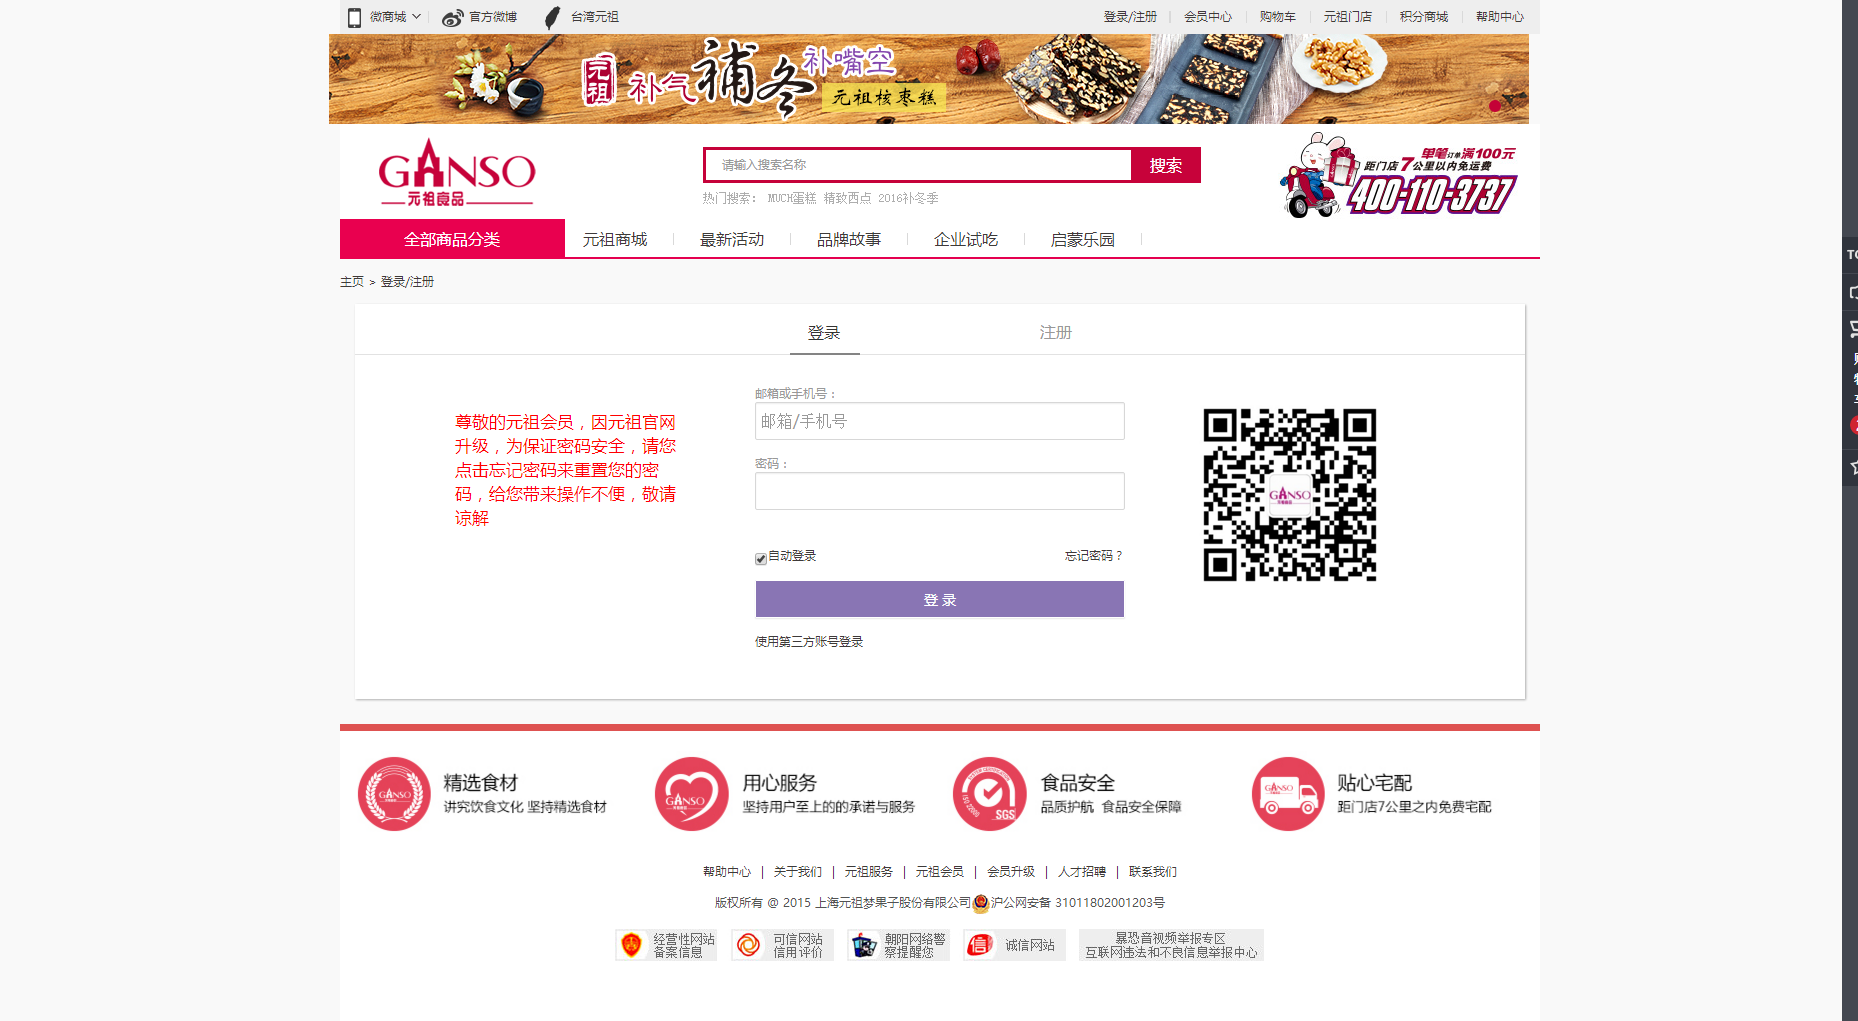 微商城
官方微博
台湾元祖
登录/注册
会员中心
购物车
元祖门店
积分商城
帮助中心
元祖
补气 補冬 补嘴空
元祖核枣糕
GANSO
元祖食品
请输入搜索名称
搜索
热门搜索： MUCH蛋糕 精致西点 2016补冬季
单笔订单满100元
距门店7公里以内免运费
400-110-3737
全部商品分类
元祖商城
最新活动
品牌故事
企业试吃
启蒙乐园
主页 > 登录/注册
登录
注册
尊敬的元祖会员，因元祖官网
升级，为保证密码安全，请您
点击忘记密码来重置您的密
码，给您带来操作不便，敬请
谅解
邮箱或手机号：
邮箱/手机号
密码：
自动登录
忘记密码？
登 录
使用第三方账号登录
GANSO
GANSO
精选食材
讲究饮食文化 坚持精选食材
GANSO
用心服务
坚持用户至上的的承诺与服务
ISO 22000
SGS
食品安全
品质护航 食品安全保障
GANSO
贴心宅配
距门店7公里之内免费宅配
帮助中心 | 关于我们 | 元祖服务 | 元祖会员 | 会员升级 | 人才招聘 | 联系我们
版权所有 @ 2015 上海元祖梦果子股份有限公司 沪公网安备 31011802001203号
经营性网站
备案信息
可信网站
信用评价
朝阳网络警
察提醒您
信
诚信网站
暴恐音视频举报专区
互联网违法和不良信息举报中心